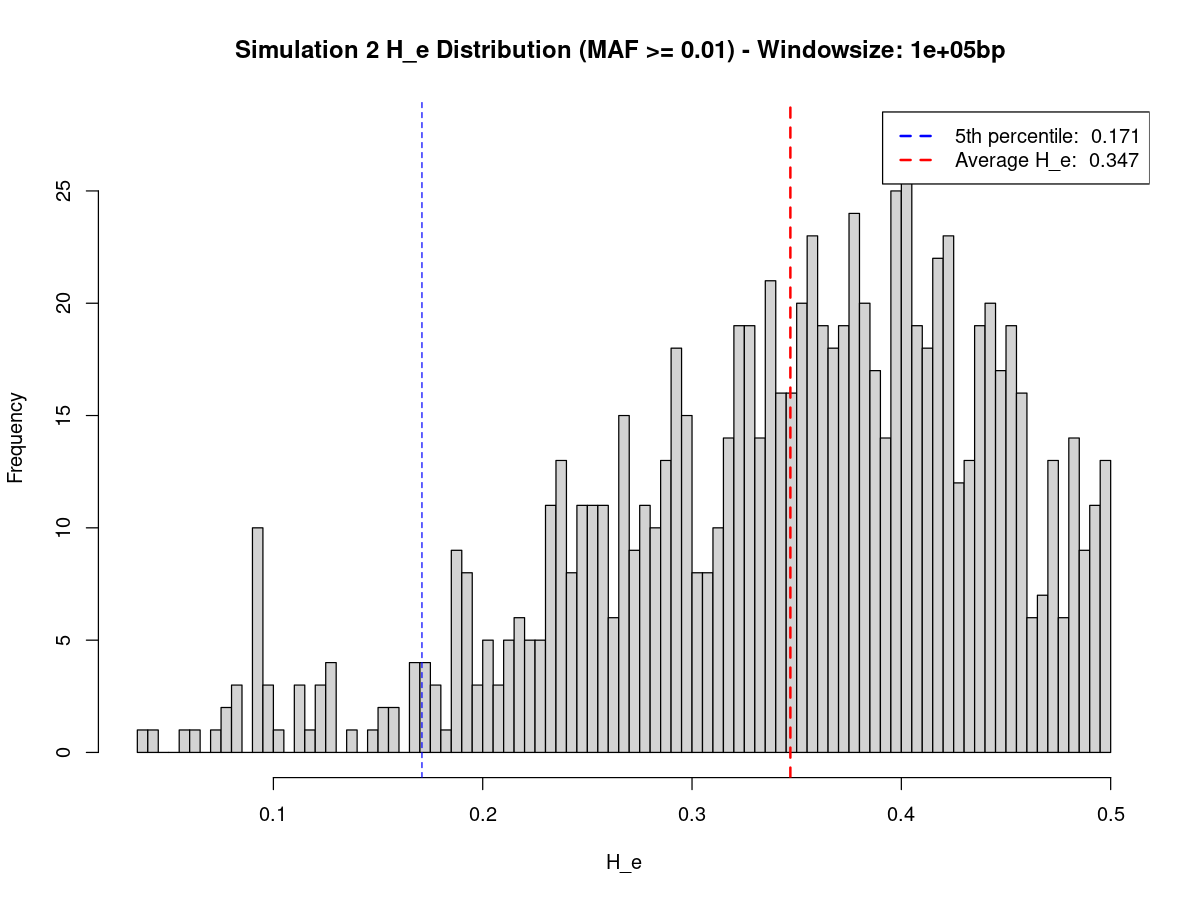 Simulation 2 H_e Distribution (MAF >= 0.01) - Windowsize: 1e+05bp
5th percentile:  0.171
Average H_e:  0.347
Frequency
25
20
15
10
5
0
0.1 0.2 0.3 0.4 0.5
H_e